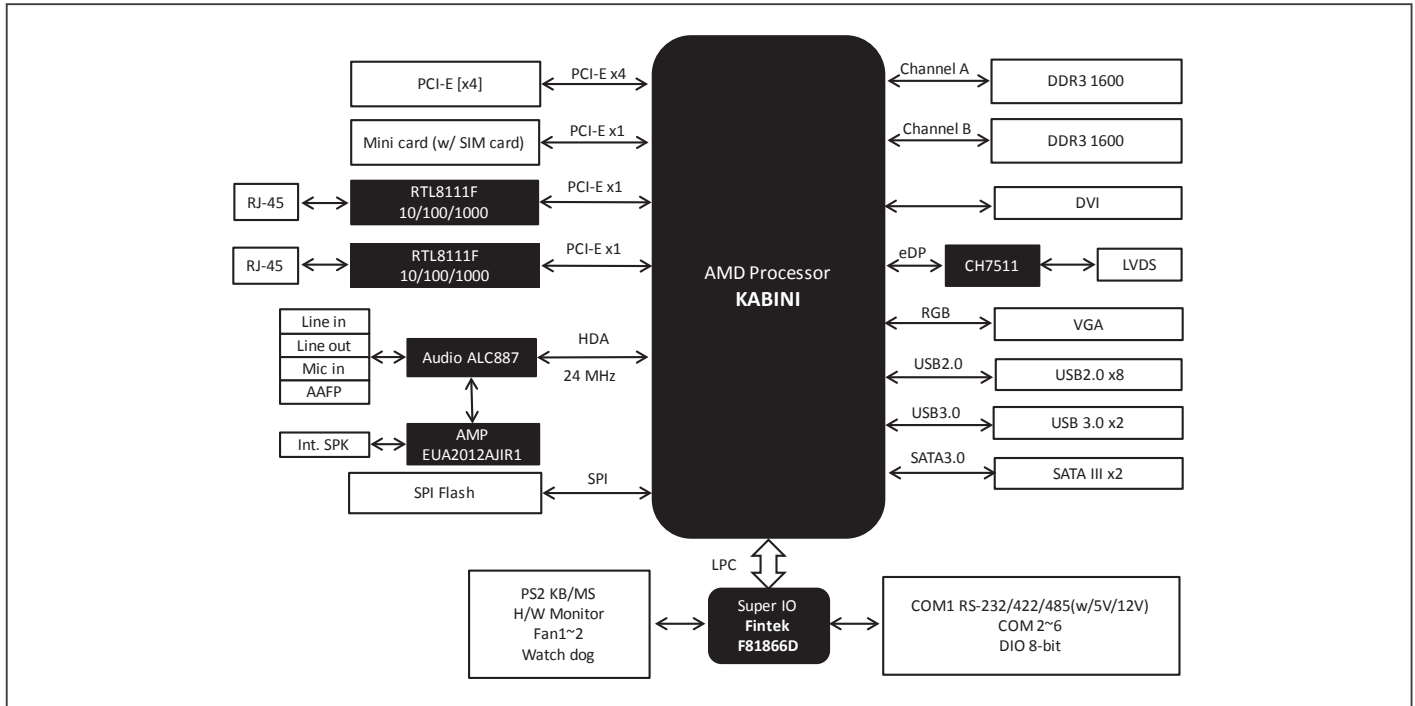 PCI-E [x4]
PCI-E x4
Mini card (w/ SIM card)
PCI-E x1
RJ-45
RTL8111F
10/100/1000
PCI-E x1
RJ-45
RTL8111F
10/100/1000
PCI-E x1
Line in
Line out
Mic in
AAFP
Audio ALC887
HDA
24 MHz
Int. SPK
AMP
EUA2012AJIR1
SPI Flash
SPI
AMD Processor
KABINI
Channel A
DDR3 1600
Channel B
DDR3 1600
DVI
eDP
CH7511
LVDS
RGB
VGA
USB2.0
USB2.0 x8
USB3.0
USB 3.0 x2
SATA3.0
SATA III x2
LPC
PS2 KB/MS
H/W Monitor
Fan1~2
Watch dog
Super IO
Fintek
F81866D
COM1 RS-232/422/485(w/5V/12V)
COM 2~6
DIO 8-bit